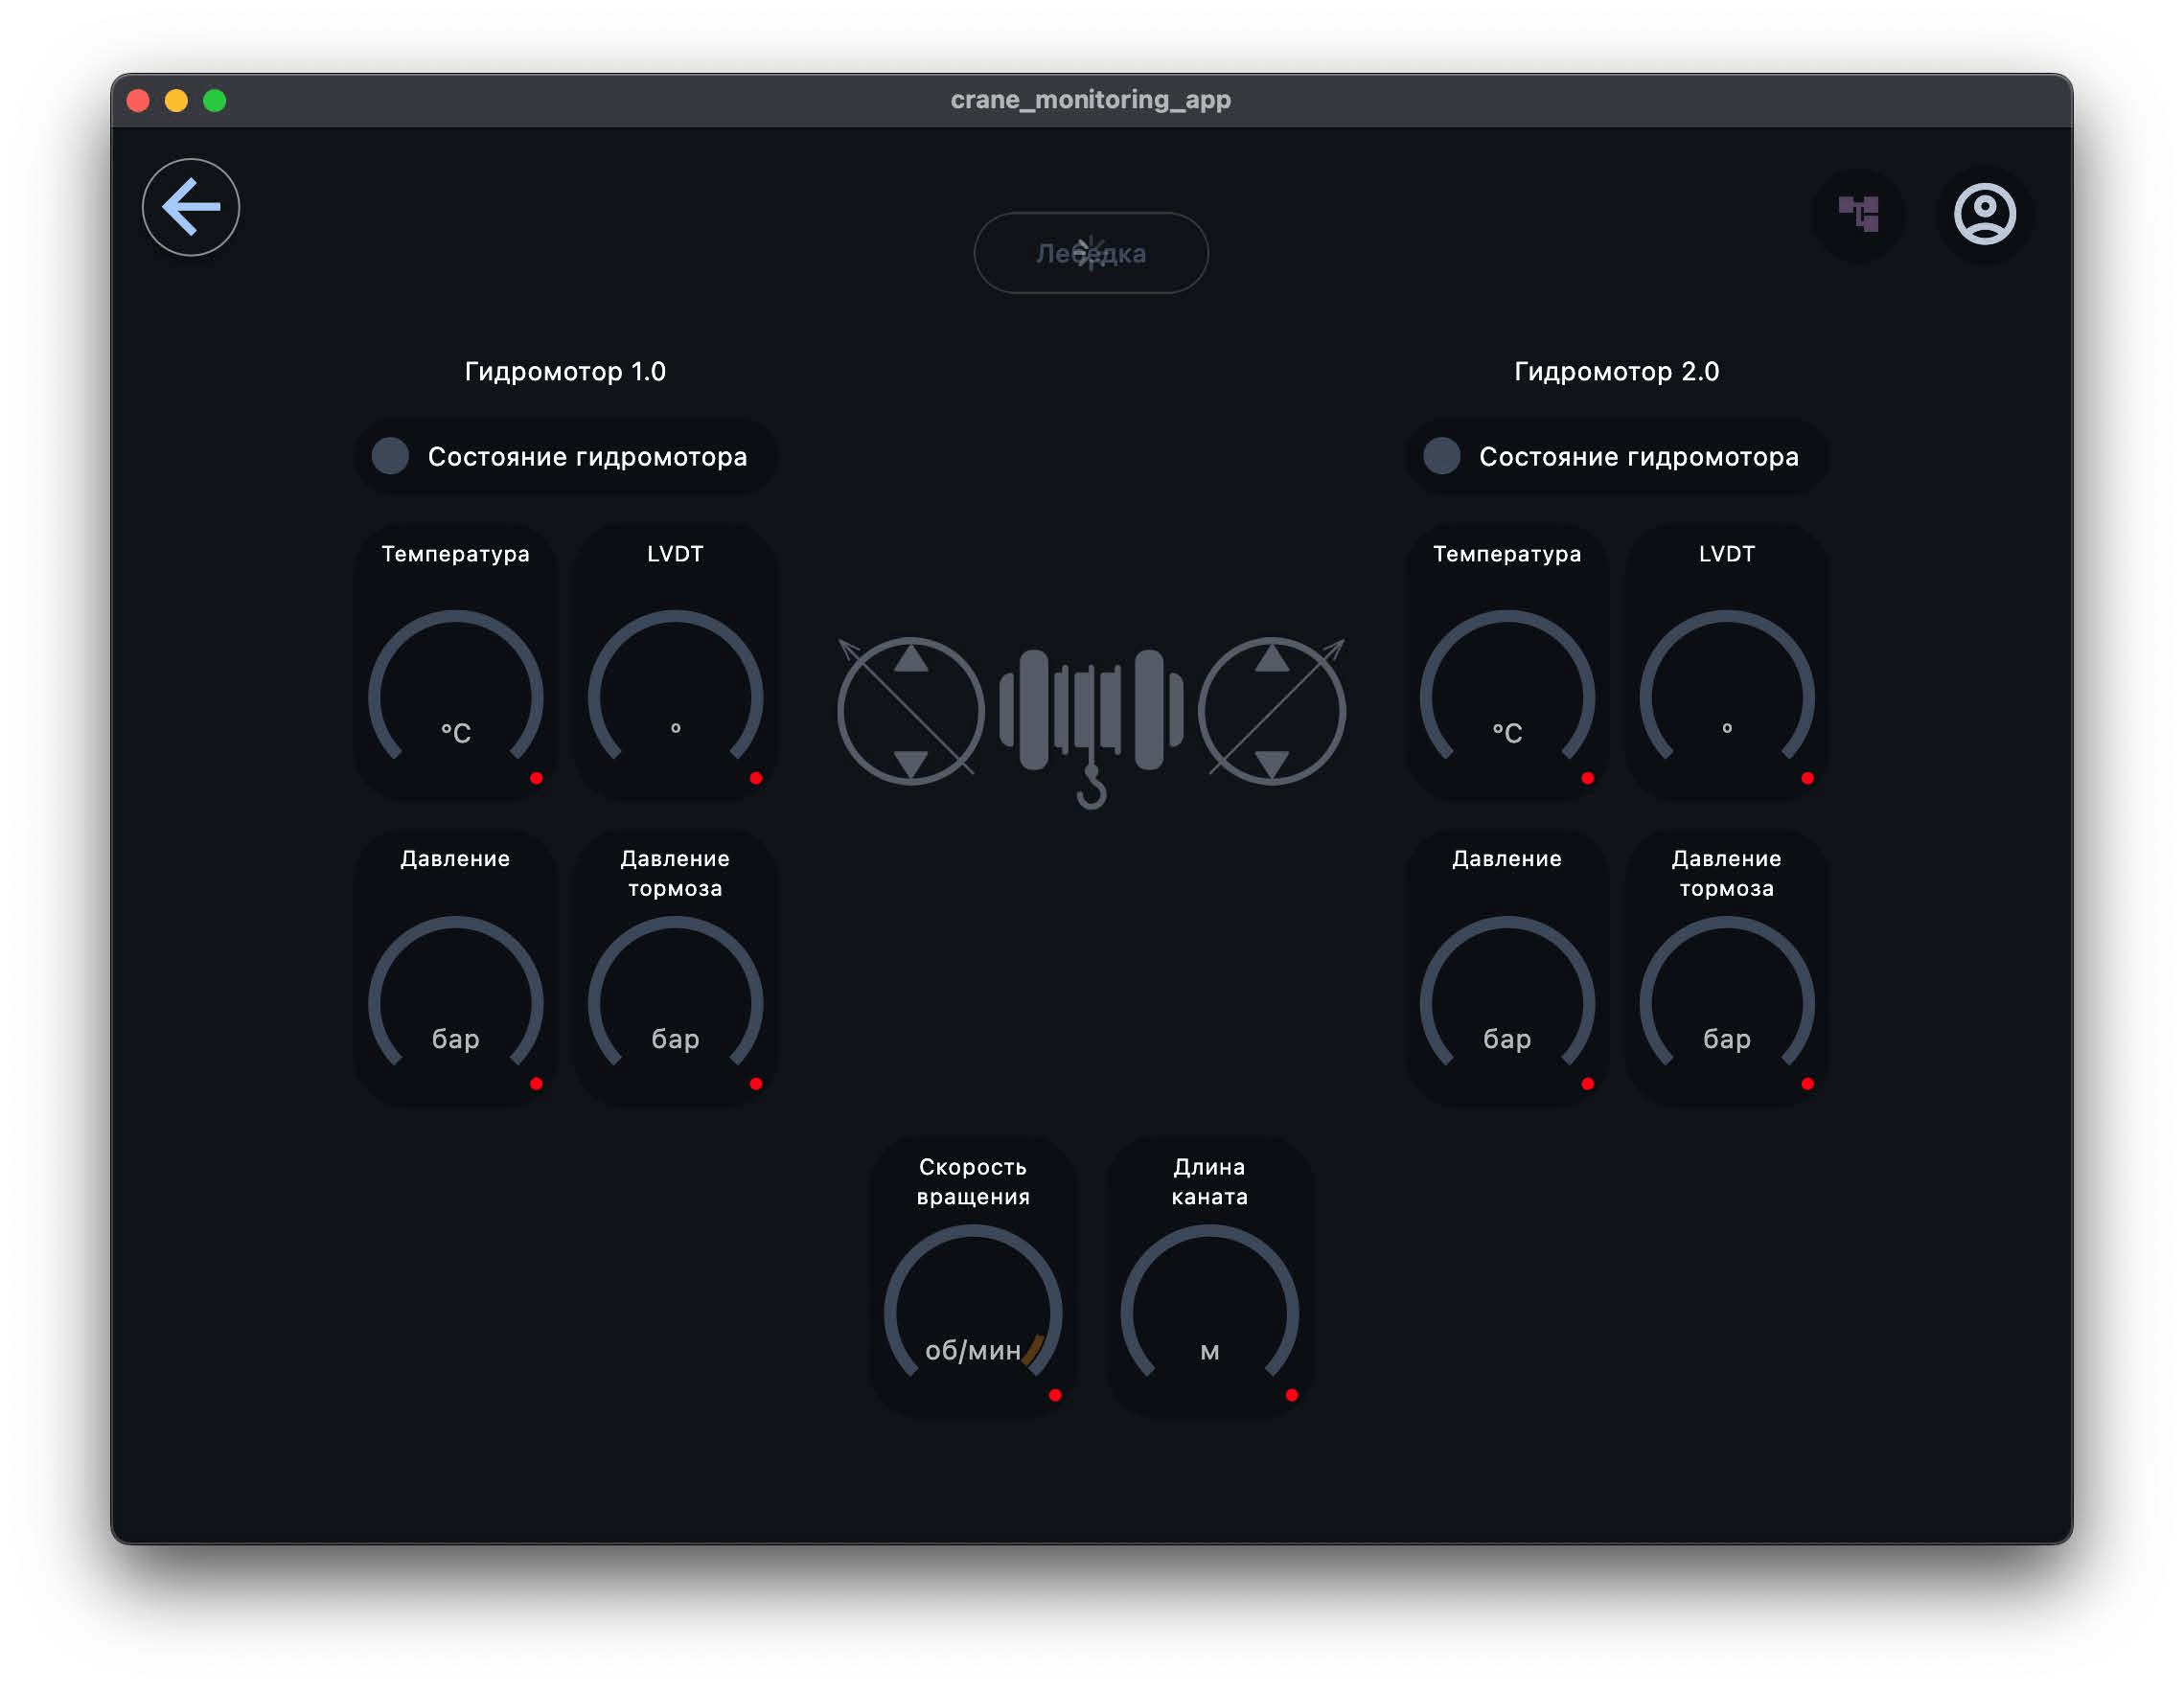 crane_monitoring_app
Лебедка
Гидромотор 1.0
Состояние гидромотора
Температура
°C
LVDT
°
Давление
бар
Давление
тормоза
бар
Гидромотор 2.0
Состояние гидромотора
Температура
°C
LVDT
°
Давление
бар
Давление
тормоза
бар
Скорость
вращения
об/мин
Длина
каната
м